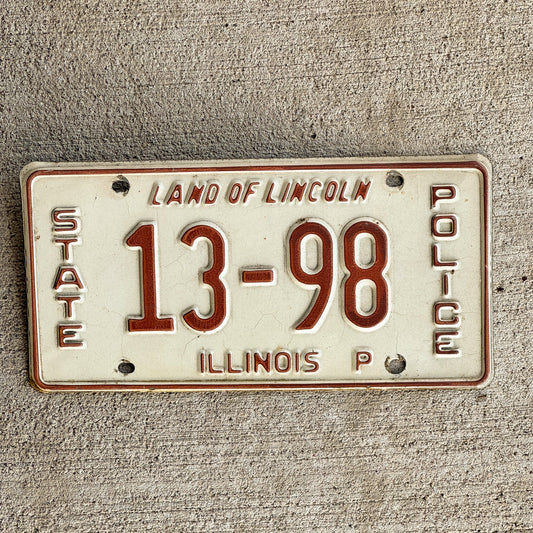 LAND OF LINCOLN
STATE
13-98
POLICE
ILLINOIS P